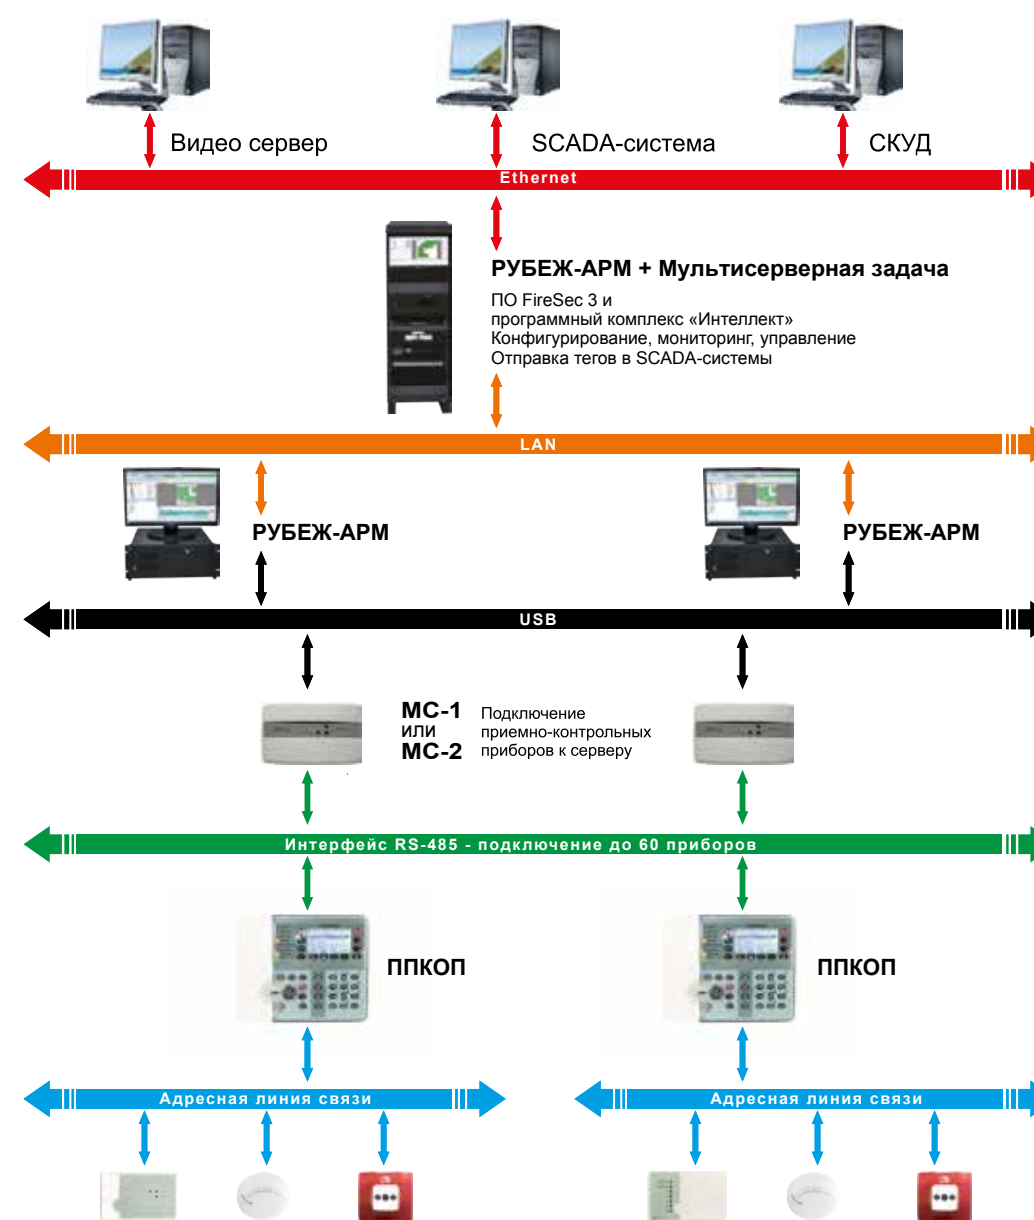 Видео сервер
SCADA-система
СКУД
Ethernet
РУБЕЖ-АРМ + Мультисерверная задача
ПО FireSec 3 и
программный комплекс «Интеллект»
Конфигурирование, мониторинг, управление
Отправка тегов в SCADA-системы
LAN
РУБЕЖ-АРМ
РУБЕЖ-АРМ
USB
МС-1
или
МС-2
Подключение
приемно-контрольных
приборов к серверу
Интерфейс RS-485 - подключение до 60 приборов
ППКОП
ППКОП
Адресная линия связи
Адресная линия связи